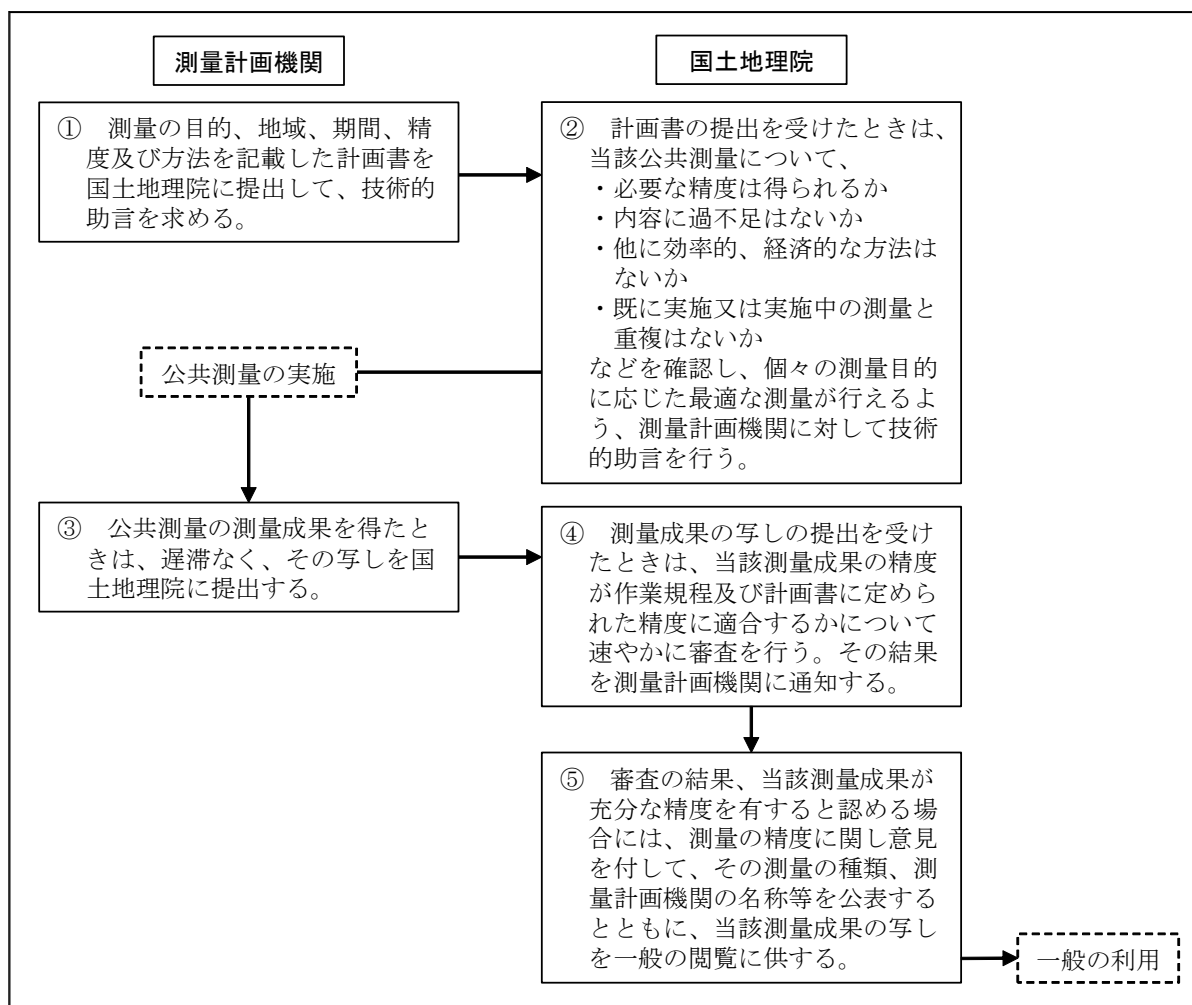 測量計画機関
国土地理院
① 測量の目的、地域、期間、精
度及び方法を記載した計画書を
国土地理院に提出して、技術的
助言を求める。
② 計画書の提出を受けたときは、
当該公共測量について、
・必要な精度は得られるか
・内容に過不足はないか
・他に効率的、経済的な方法は
ないか
・既に実施又は実施中の測量と
重複はないか
などを確認し、個々の測量目的
に応じた最適な測量が行えるよ
う、測量計画機関に対して技術
的助言を行う。
公共測量の実施
③ 公共測量の測量成果を得たと
きは、遅滞なく、その写しを国
土地理院に提出する。
④ 測量成果の写しの提出を受け
たときは、当該測量成果の精度
が作業規程及び計画書に定めら
れた精度に適合するかについて
速やかに審査を行う。その結果
を測量計画機関に通知する。
⑤ 審査の結果、当該測量成果が
充分な精度を有すると認める場
合には、測量の精度に関し意見
を付して、その測量の種類、測
量計画機関の名称等を公表する
とともに、当該測量成果の写し
を一般の閲覧に供する。
一般の利用